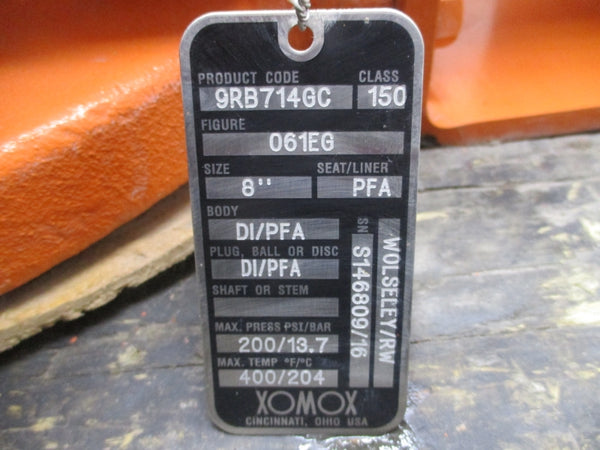 PRODUCT CODE CLASS
9RB714GC 150
FIGURE
061EG
SIZE SEAT/LINER
8" PFA
BODY
DI/PFA
PLUG, BALL OR DISC
DI/PFA
SHAFT OR STEM
MAX. PRESS PSI/BAR
200/13.7
MAX. TEMP °F/°C
400/204
SN
S146809/16
WOLSELEY/RW
XOMOX
CINCINNATI, OHIO USA